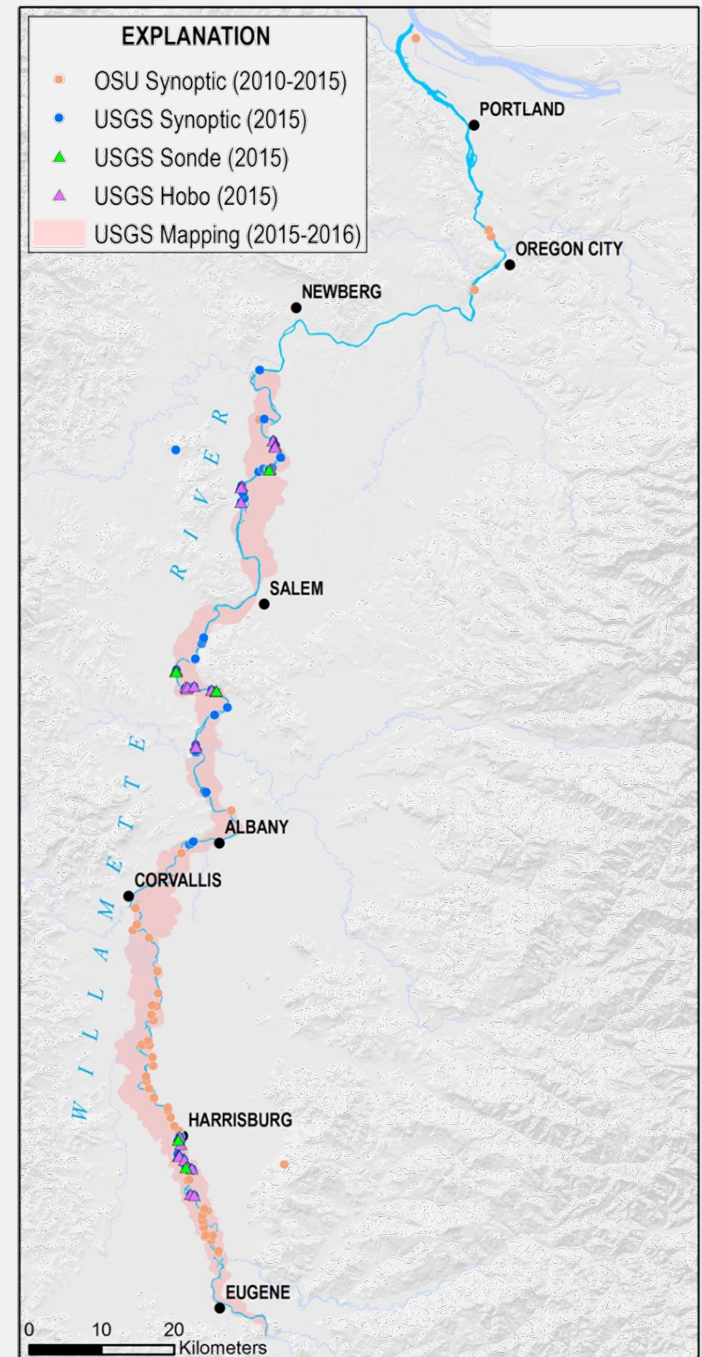 EXPLANATION
OSU Synoptic (2010-2015)
USGS Synoptic (2015)
USGS Sonde (2015)
USGS Hobo (2015)
USGS Mapping (2015-2016)
PORTLAND
OREGON CITY
NEWBERG
SALEM
ALBANY
CORVALLIS
HARRISBURG
EUGENE
WILLAMETTE RIVER
0 10 20
Kilometers